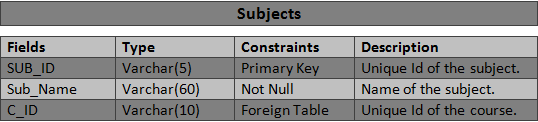 Subjects
Fields Type Constraints Description
SUB_ID Varchar(5) Primary Key Unique Id of the subject.
Sub_Name Varchar(60) Not Null Name of the subject.
C_ID Varchar(10) Foreign Table Unique Id of the course.